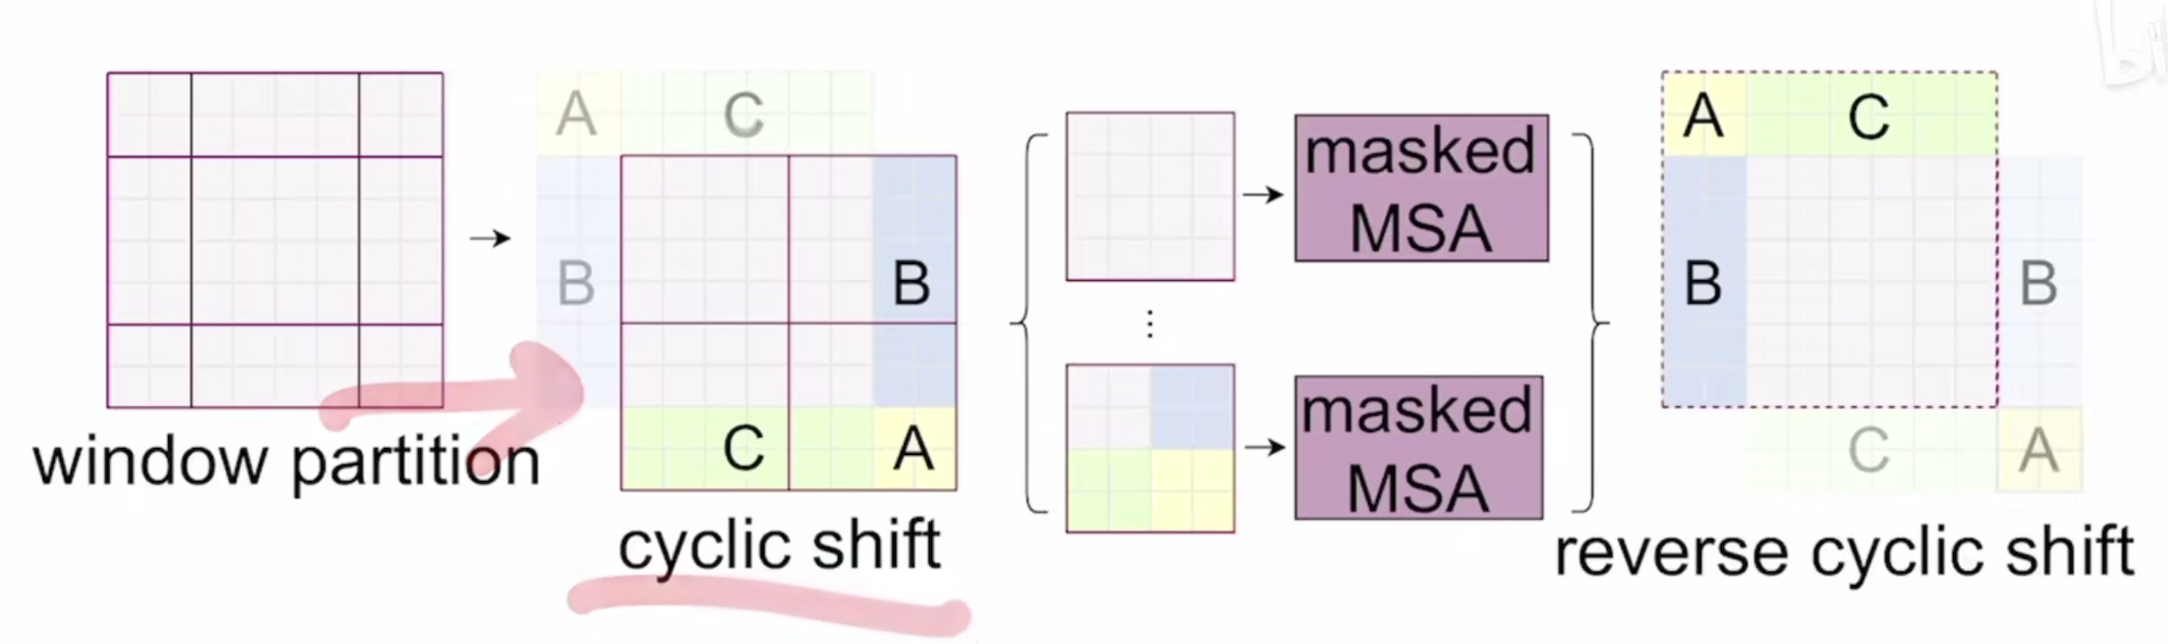 A C
B
B
C A
window partition
cyclic shift
masked
MSA
⋮
masked
MSA
A C
B
B
C A
reverse cyclic shift